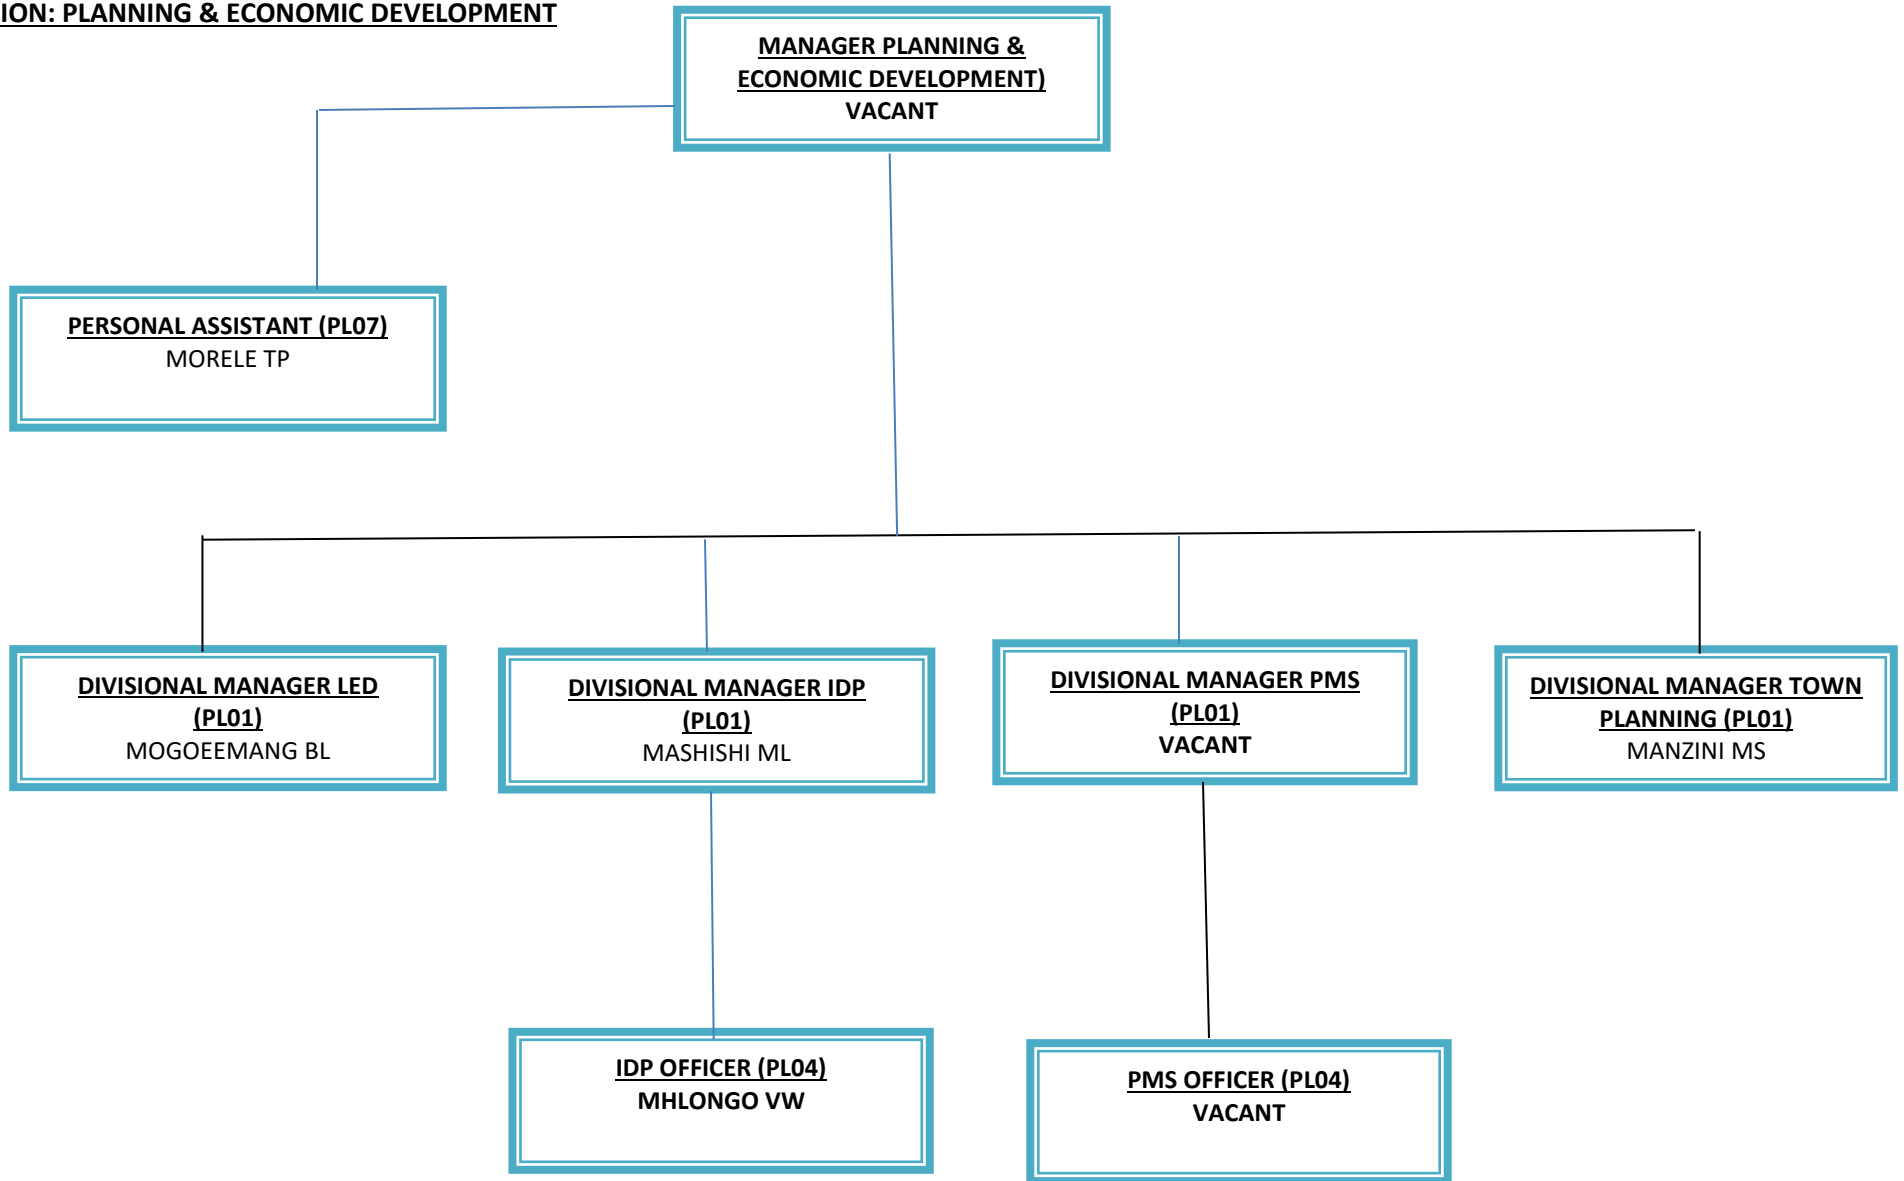 ION: PLANNING & ECONOMIC DEVELOPMENT
MANAGER PLANNING &
ECONOMIC DEVELOPMENT)
VACANT
PERSONAL ASSISTANT (PL07)
MORELE TP
DIVISIONAL MANAGER LED
(PL01)
MOGOEEMANG BL
DIVISIONAL MANAGER IDP
(PL01)
MASHISHI ML
DIVISIONAL MANAGER PMS
(PL01)
VACANT
DIVISIONAL MANAGER TOWN
PLANNING (PL01)
MANZINI MS
IDP OFFICER (PL04)
MHLONGO VW
PMS OFFICER (PL04)
VACANT